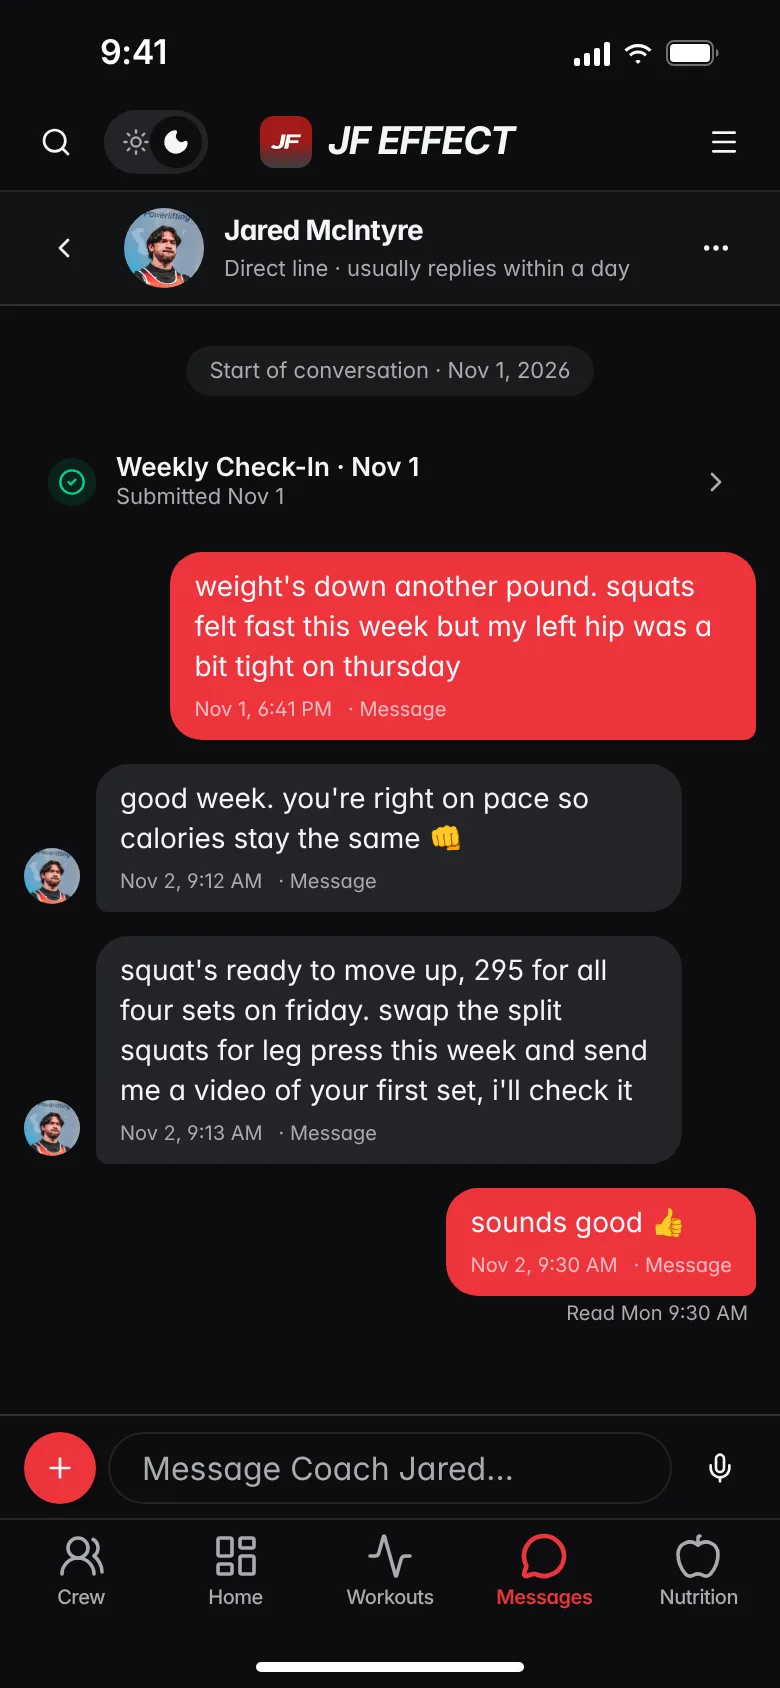 9:41
JF JF EFFECT
Jared McIntyre
Direct line · usually replies within a day
Start of conversation · Nov 1, 2026
Weekly Check-In · Nov 1
Submitted Nov 1
weight's down another pound. squats
felt fast this week but my left hip was a
bit tight on thursday
Nov 1, 6:41 PM · Message
good week. you're right on pace so
calories stay the same 👊
Nov 2, 9:12 AM · Message
squat's ready to move up, 295 for all
four sets on friday. swap the split
squats for leg press this week and send
me a video of your first set, i'll check it
Nov 2, 9:13 AM · Message
sounds good 👍
Nov 2, 9:30 AM · Message
Read Mon 9:30 AM
Message Coach Jared...
Crew Home Workouts Messages Nutrition